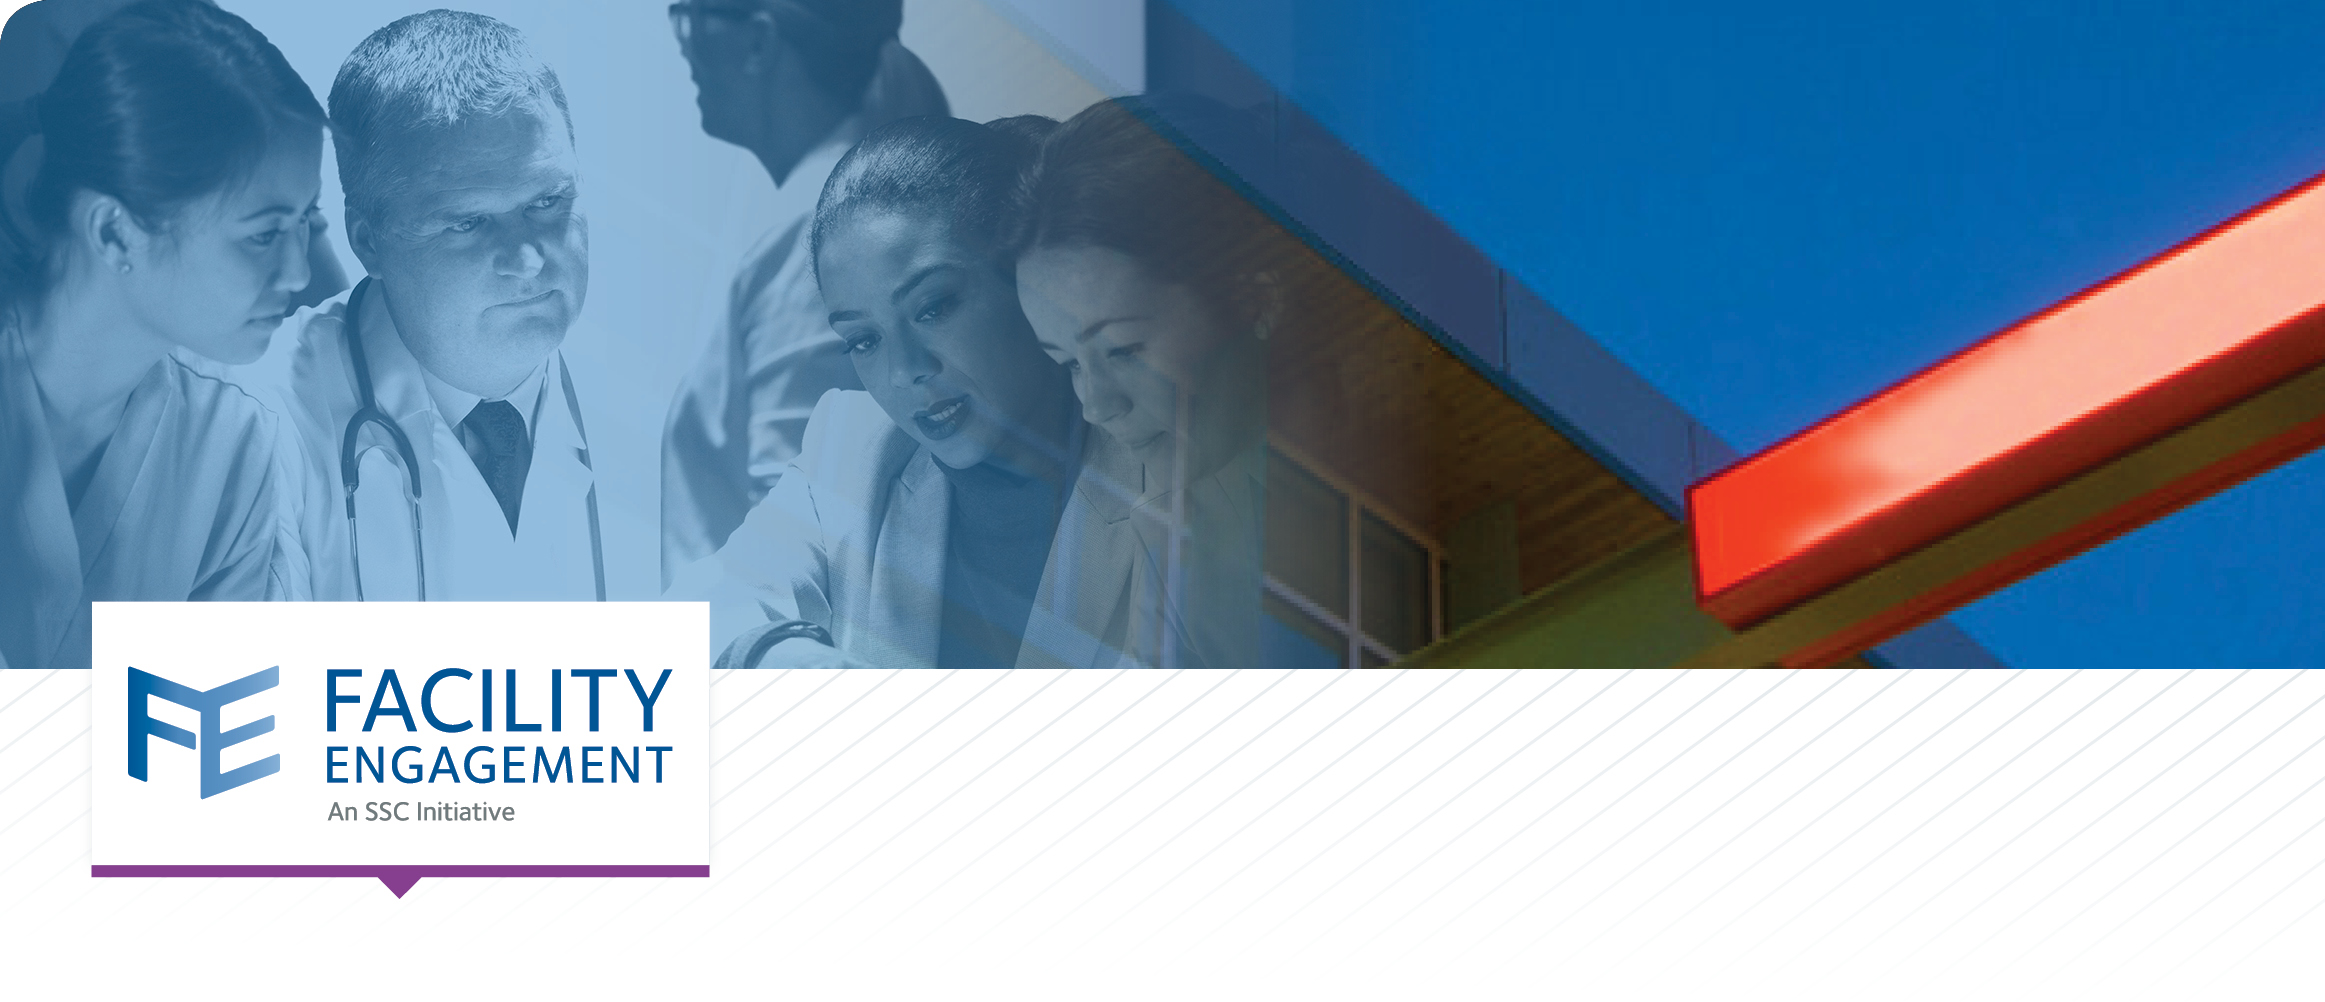 FACILITY
ENGAGEMENT
An SSC Initiative